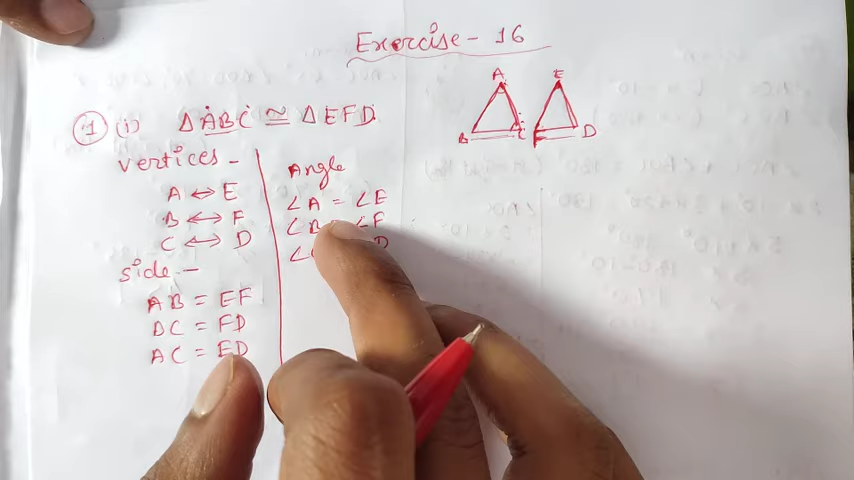 Exercise - 16
A E
B C F D
1 (i) ΔABC ≅ ΔEFD
vertices -
A ↔ E
B ↔ F
C ↔ D
side -
AB = EF
BC = FD
AC = ED
Angle
∠A = ∠E
∠B ∠F
∠ D